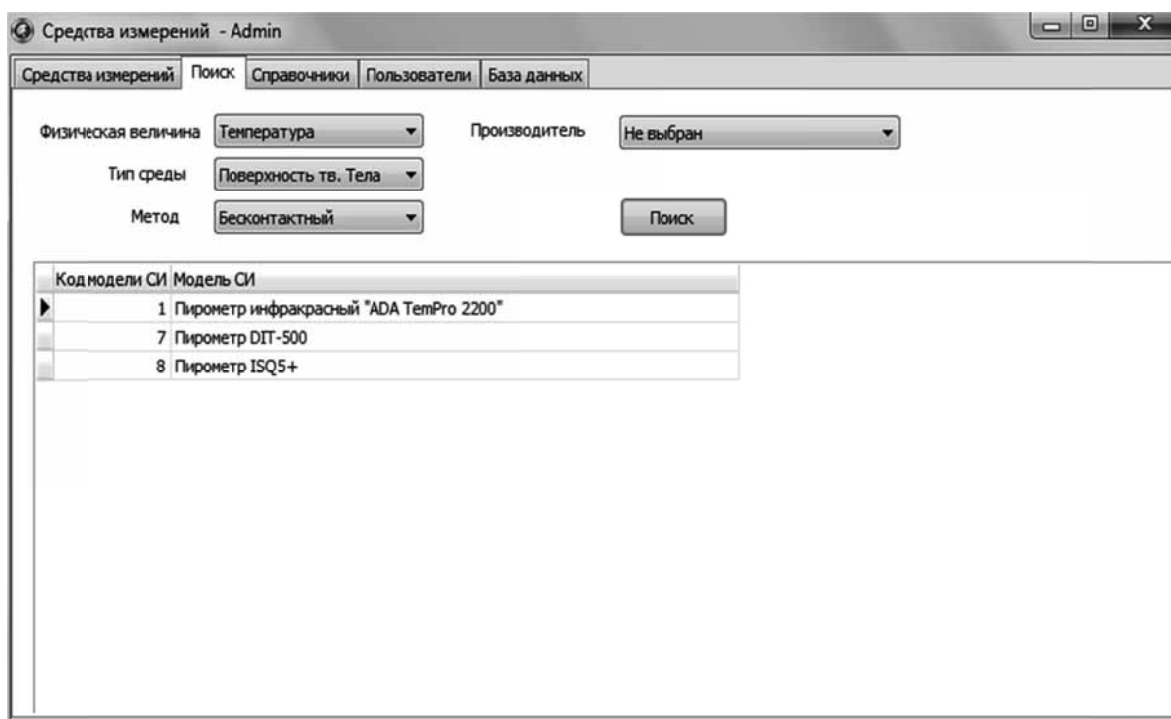 Средства измерений - Admin
Средства измерений Поиск Справочники Пользователи База данных
Физическая величина Температура Производитель Не выбран
Тип среды Поверхность тв. Тела
Метод Бесконтактный Поиск
Код модели СИ Модель СИ
1 Пирометр инфракрасный "ADA TemPro 2200"
7 Пирометр DIT-500
8 Пирометр ISQ5+